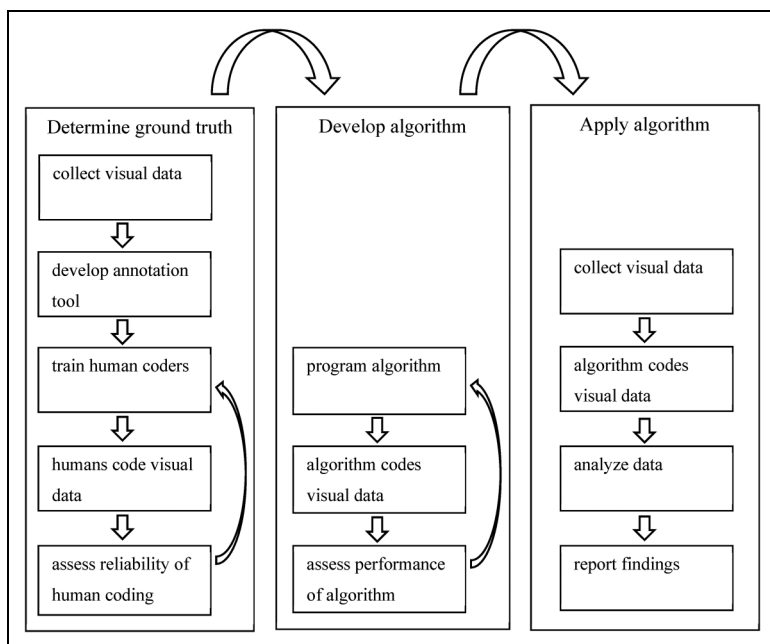 Determine ground truth
collect visual data
develop annotation
tool
train human coders
humans code visual
data
assess reliability of
human coding
Develop algorithm
program algorithm
algorithm codes
visual data
assess performance
of algorithm
Apply algorithm
collect visual data
algorithm codes
visual data
analyze data
report findings